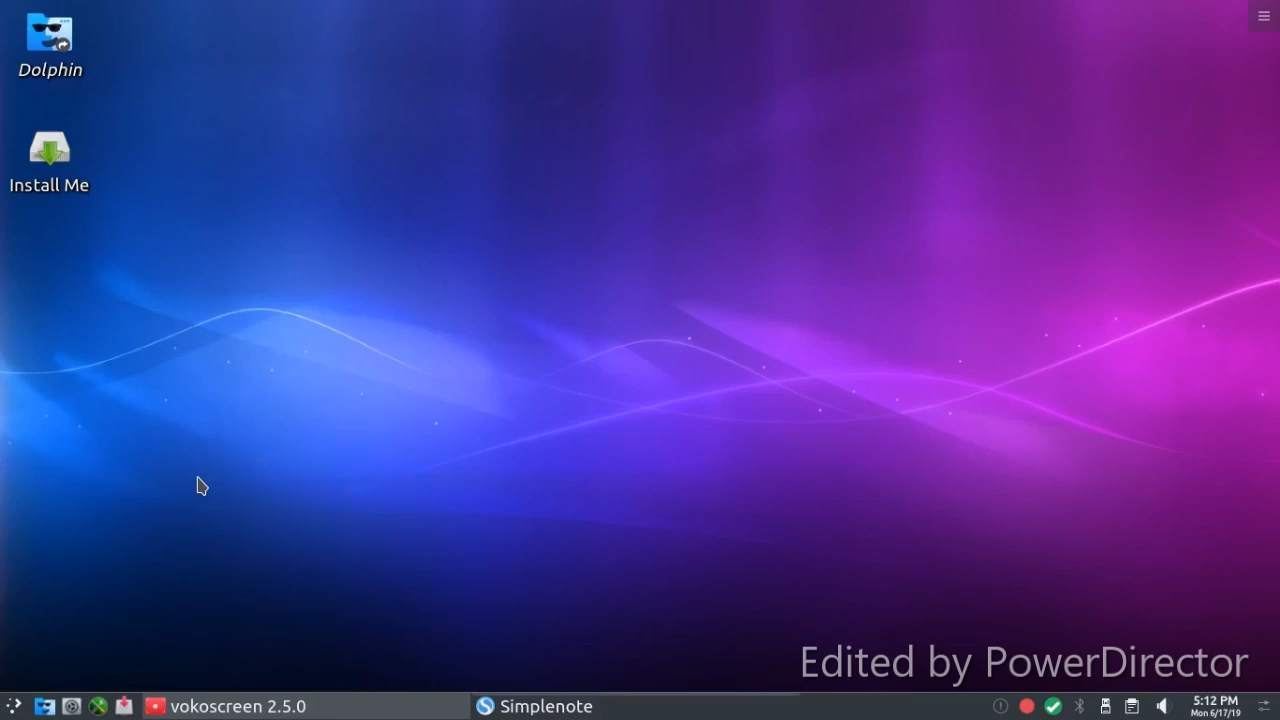 Dolphin
Install Me
Edited by PowerDirector
vokoscreen 2.5.0
Simplenote
5:12 PM
Mon 6/17/19